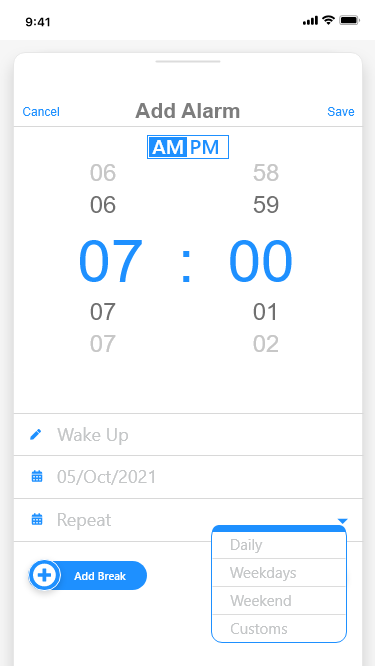 9:41
Cancel Add Alarm Save
AM PM
06 58
06 59
07 : 00
07 01
07 02
Wake Up
05/Oct/2021
Repeat
Daily
Weekdays
Add Break
Weekend
Customs